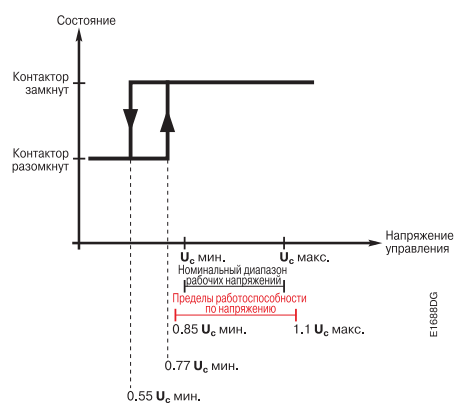 Состояние
Контактор
замкнут
Контактор
разомкнут
Напряжение
управления
Uc мин.
Uc макс.
Номинальный диапазон
рабочих напряжений
Пределы работоспособности
по напряжению
0.85 Uc мин.
1.1 Uc макс.
0.77 Uc мин.
0.55 Uc мин.
E1688DG